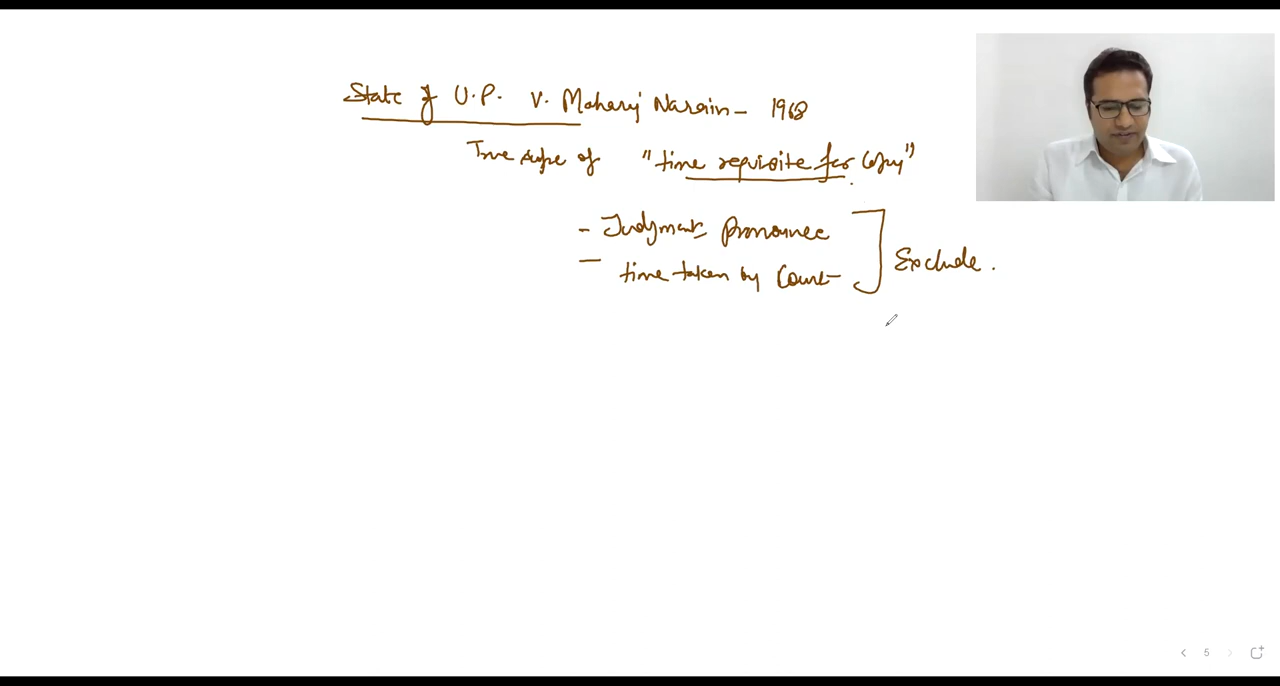 State of U.P. v. Maharaj Narain - 1968
True scope of "time requisite for Copy"
- Judgment Pronounce
- time taken by Court
Exclude.
5